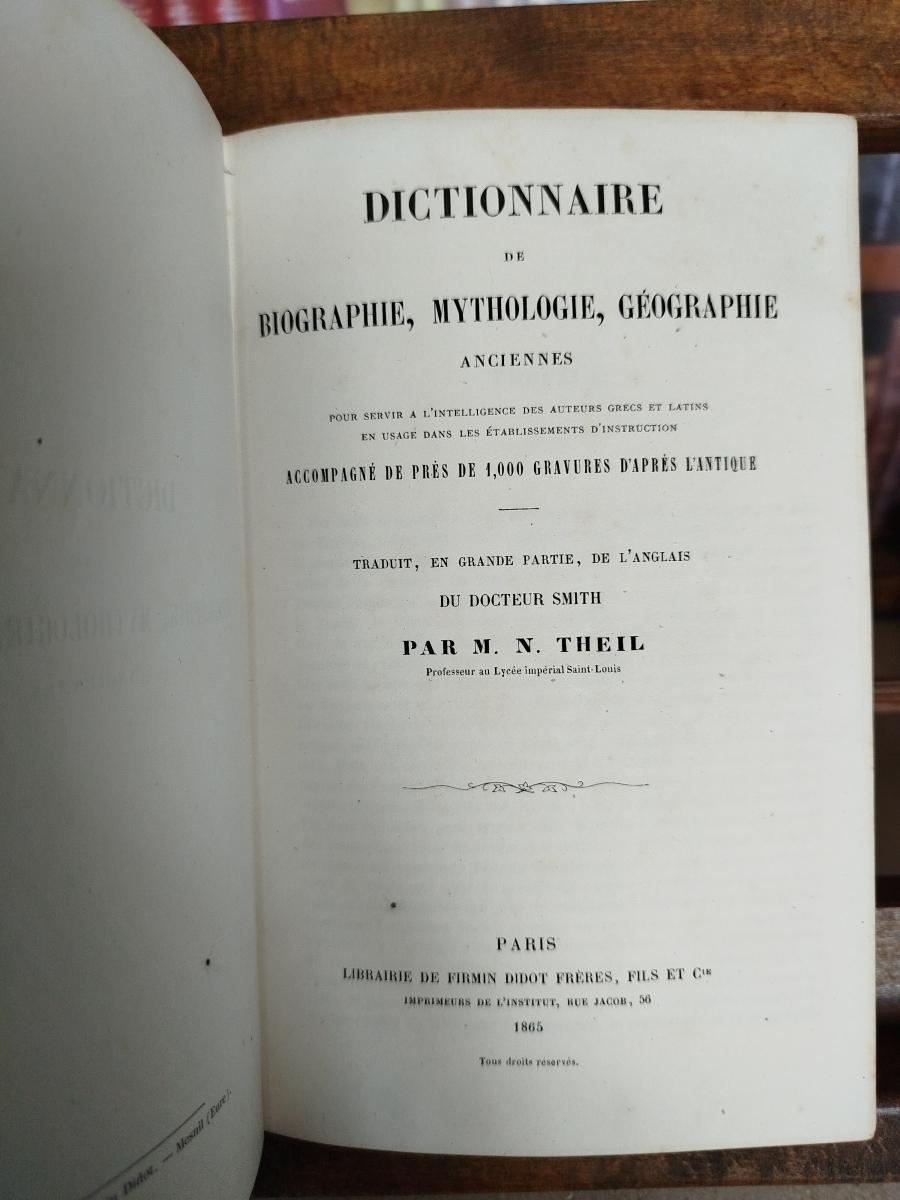 DICTIONNAIRE
DE
BIOGRAPHIE, MYTHOLOGIE, GÉOGRAPHIE
ANCIENNES
POUR SERVIR A L'INTELLIGENCE DES AUTEURS GRECS ET LATINS
EN USAGE DANS LES ÉTABLISSEMENTS D'INSTRUCTION
ACCOMPAGNÉ DE PRÈS DE 1,000 GRAVURES D'APRÈS L'ANTIQUE
TRADUIT, EN GRANDE PARTIE, DE L'ANGLAIS
DU DOCTEUR SMITH
PAR M. N. THEIL
Professeur au Lycée impérial Saint-Louis
PARIS
LIBRAIRIE DE FIRMIN DIDOT FRÈRES, FILS ET Cie
IMPRIMEURS DE L'INSTITUT, RUE JACOB, 56
1865
Tous droits réservés.
Didot. — Mesnil (Eure).